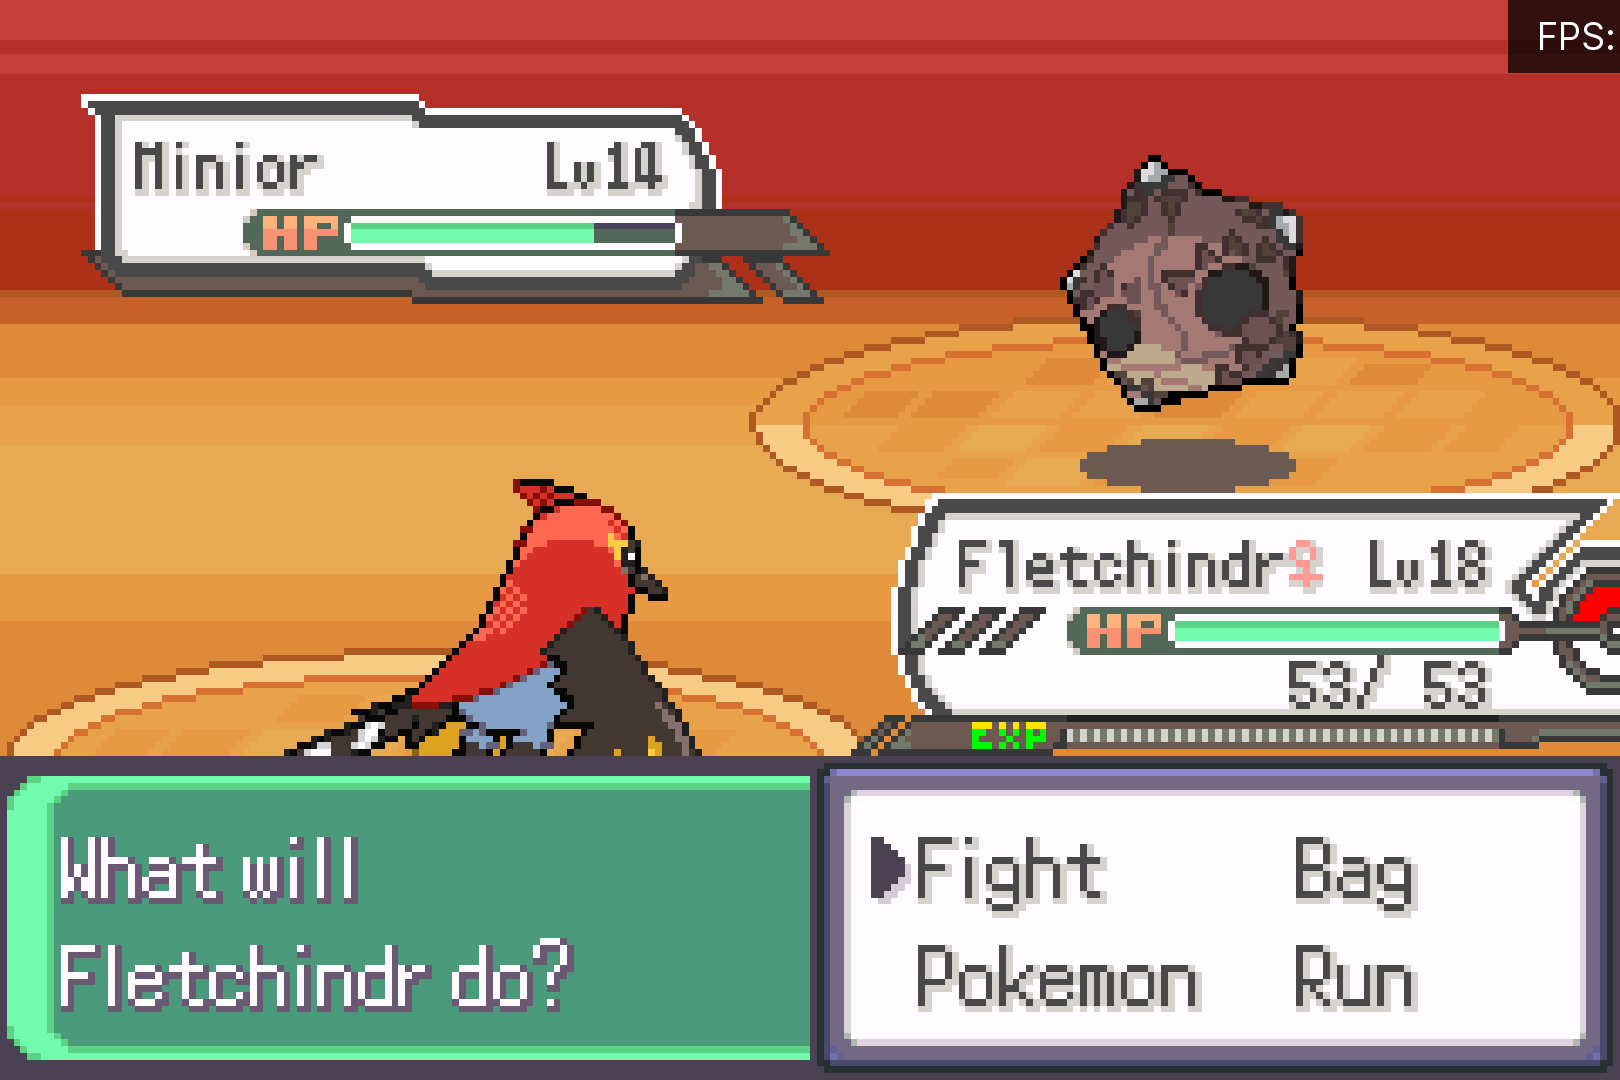 FPS:
Minior Lv14
HP
Fletchindr♀ Lv18
HP
53/ 53
EXP
What will
Fletchindr do?
Fight Bag
Pokemon Run